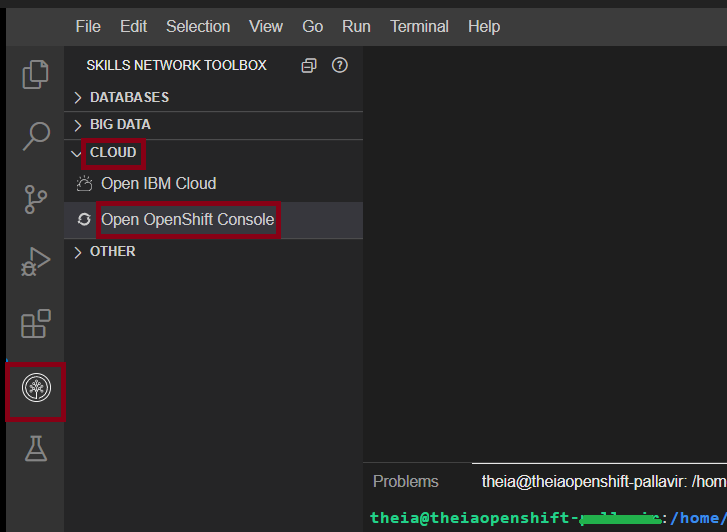 File Edit Selection View Go Run Terminal Help
SKILLS NETWORK TOOLBOX
DATABASES
BIG DATA
CLOUD
Open IBM Cloud
Open OpenShift Console
OTHER
Problems theia@theiaopenshift-pallavir: /hom
theia@theiaopenshift-:/home/